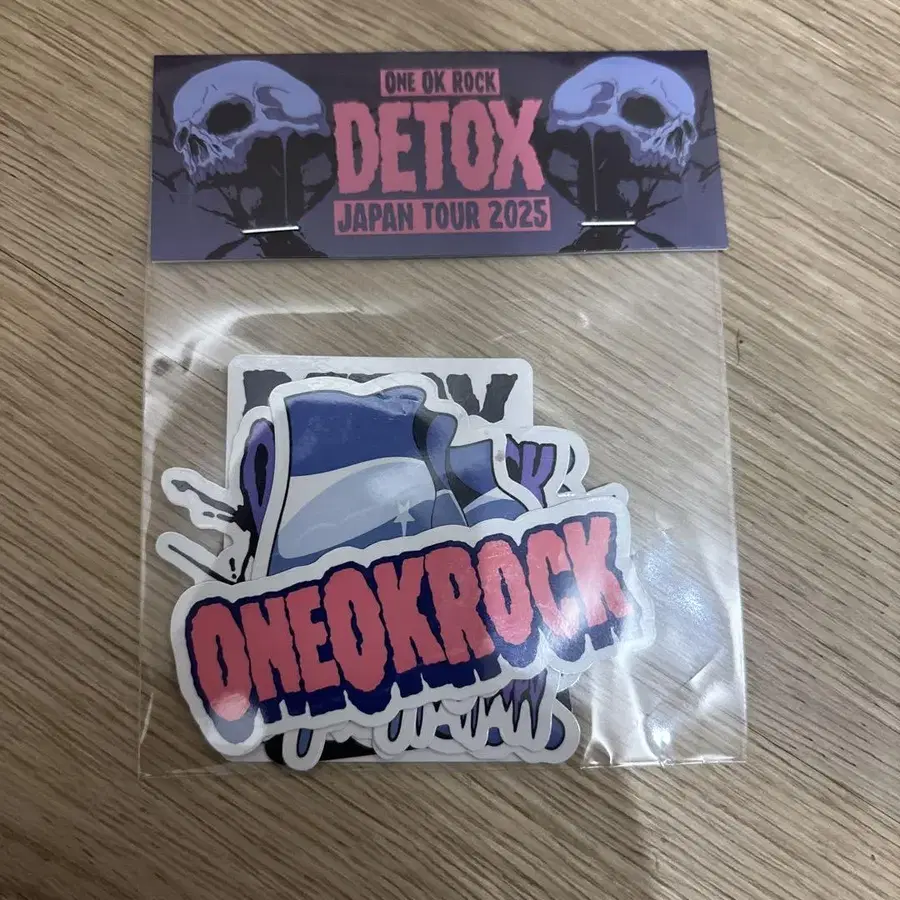 ONE OK ROCK
DETOX
JAPAN TOUR 2025
ONEOKROCK